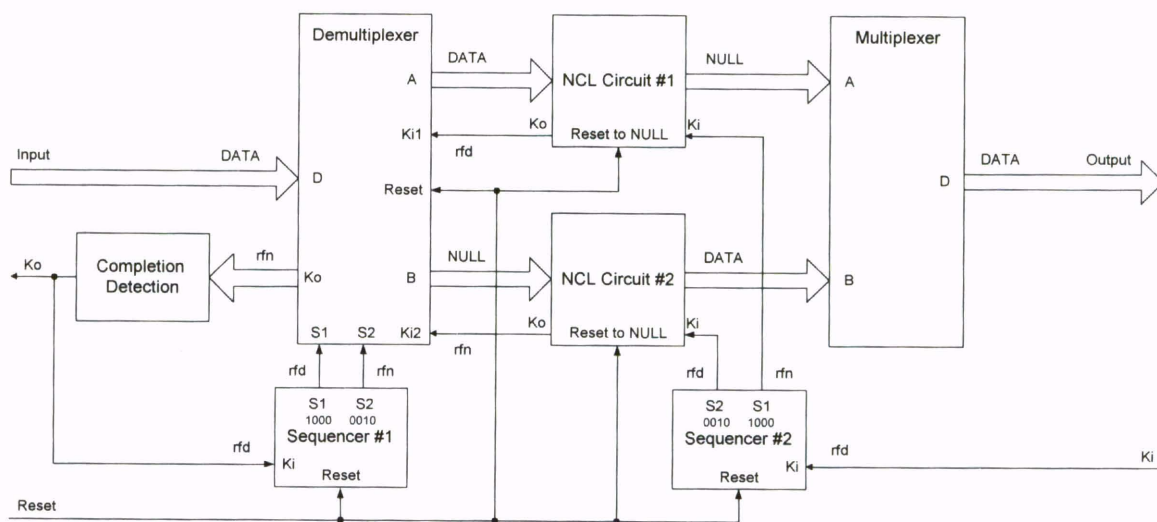 Demultiplexer
Multiplexer
DATA
NCL Circuit #1
NULL
A
A
Ko
Ki
Ki1
Reset to NULL
rfd
Input
DATA
DATA
Output
D
D
Reset
rfn
NULL
DATA
Ko
Completion
Detection
Ko
B
NCL Circuit #2
B
Ko
Ki
S1
S2
Ki2
Reset to NULL
rfn
rfd
rfn
rfd
rfn
S1
S2
1000
0010
Sequencer #1
S2
S1
0010
1000
Sequencer #2
rfd
Ki
Reset
rfd
Ki
Ki
Reset
Reset